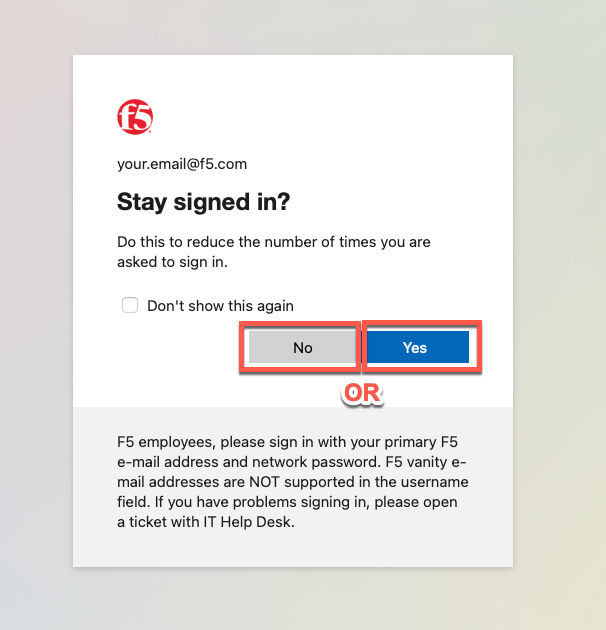 f5
your.email@f5.com
Stay signed in?
Do this to reduce the number of times you are
asked to sign in.
Don't show this again
No
Yes
OR
F5 employees, please sign in with your primary F5
e-mail address and network password. F5 vanity e-
mail addresses are NOT supported in the username
field. If you have problems signing in, please open
a ticket with IT Help Desk.